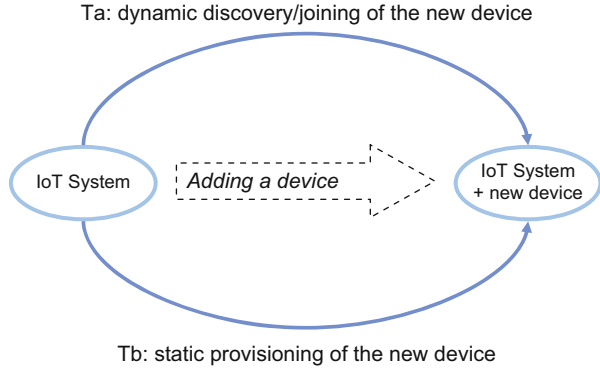 Ta: dynamic discovery/joining of the new device
IoT System
Adding a device
IoT System
+ new device
Tb: static provisioning of the new device